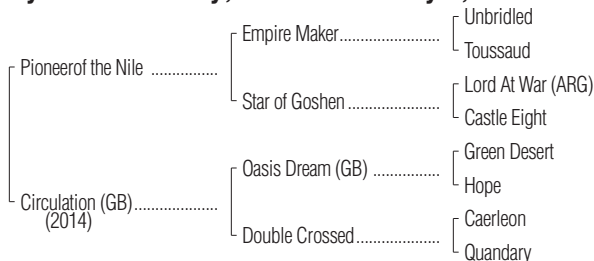 Unbridled
Empire Maker....................
Toussaud
Pioneerof the Nile ...............
Lord At War (ARG)
Star of Goshen....................
Castle Eight
Green Desert
Oasis Dream (GB) ................
Hope
Circulation (GB)...................
(2014)
Caerleon
Double Crossed...................
Quandary